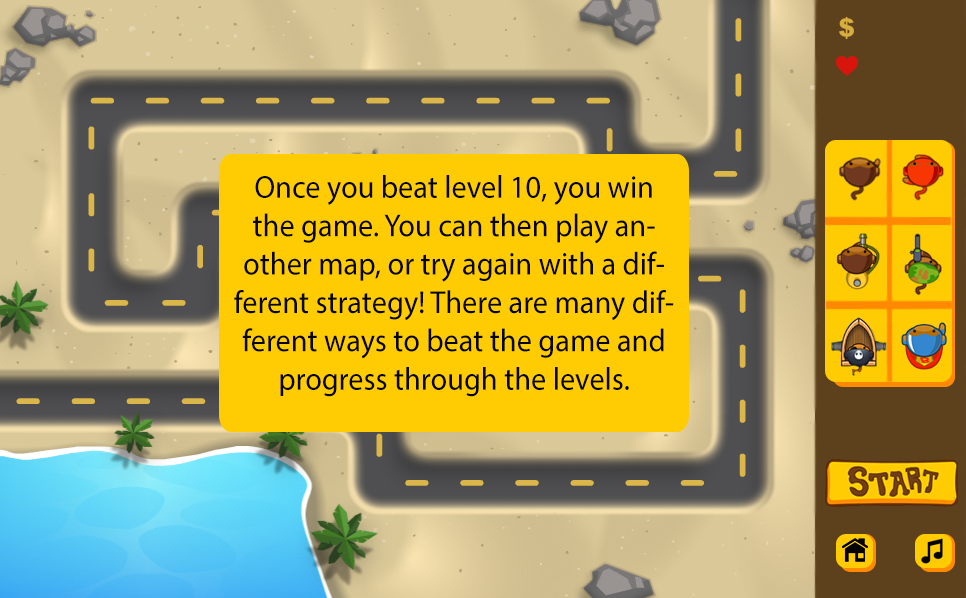 $
Once you beat level 10, you win
the game. You can then play an-
other map, or try again with a dif-
ferent strategy! There are many dif-
ferent ways to beat the game and
progress through the levels.
START